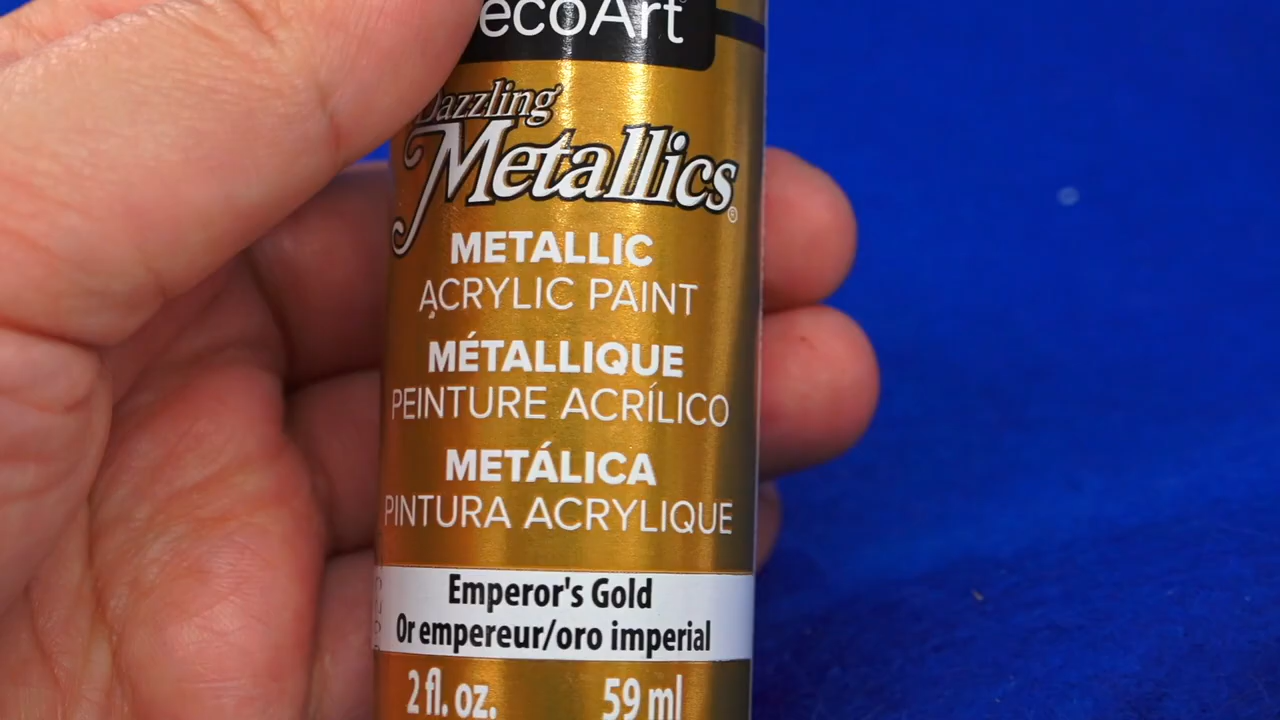 ecoArt
Dazzling
Metallics®
METALLIC
ACRYLIC PAINT
MÉTALLIQUE
PEINTURE ACRÍLICO
METÁLICA
PINTURA ACRYLIQUE
Emperor's Gold
Or empereur/oro imperial
2 fl. oz. 59 ml